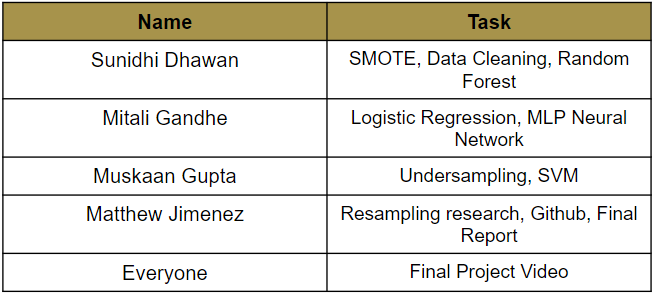 Name Task
Sunidhi Dhawan SMOTE, Data Cleaning, Random
Forest
Mitali Gandhe Logistic Regression, MLP Neural
Network
Muskaan Gupta Undersampling, SVM
Matthew Jimenez Resampling research, Github, Final
Report
Everyone Final Project Video